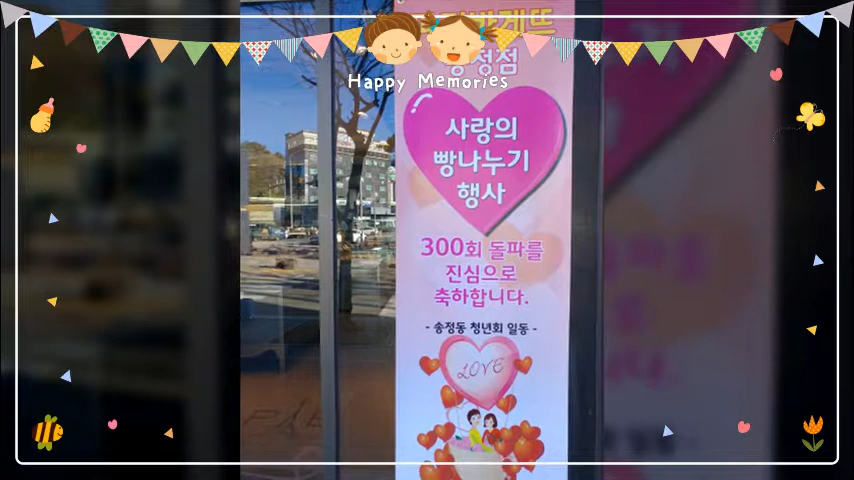 Happy Memories
사랑의
빵나누기
행사
300회 돌파를
진심으로
축하합니다.
- 송정동 청년회 일동 -
LOVE